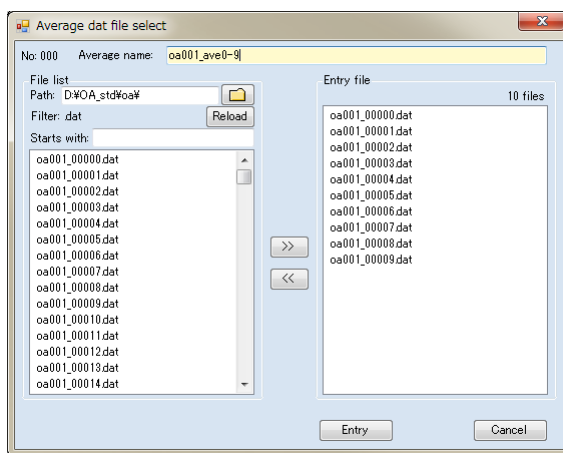 Average dat file select
No: 000 Average name: oa001_ave0-9
File list
Path: D:¥OA_std¥oa¥
Filter: .dat Reload
Starts with:
oa001_00000.dat
oa001_00001.dat
oa001_00002.dat
oa001_00003.dat
oa001_00004.dat
oa001_00005.dat
oa001_00006.dat
oa001_00007.dat
oa001_00008.dat
oa001_00009.dat
oa001_00010.dat
oa001_00011.dat
oa001_00012.dat
oa001_00013.dat
oa001_00014.dat
>>
<<
Entry file
10 files
oa001_00000.dat
oa001_00001.dat
oa001_00002.dat
oa001_00003.dat
oa001_00004.dat
oa001_00005.dat
oa001_00006.dat
oa001_00007.dat
oa001_00008.dat
oa001_00009.dat
Entry Cancel